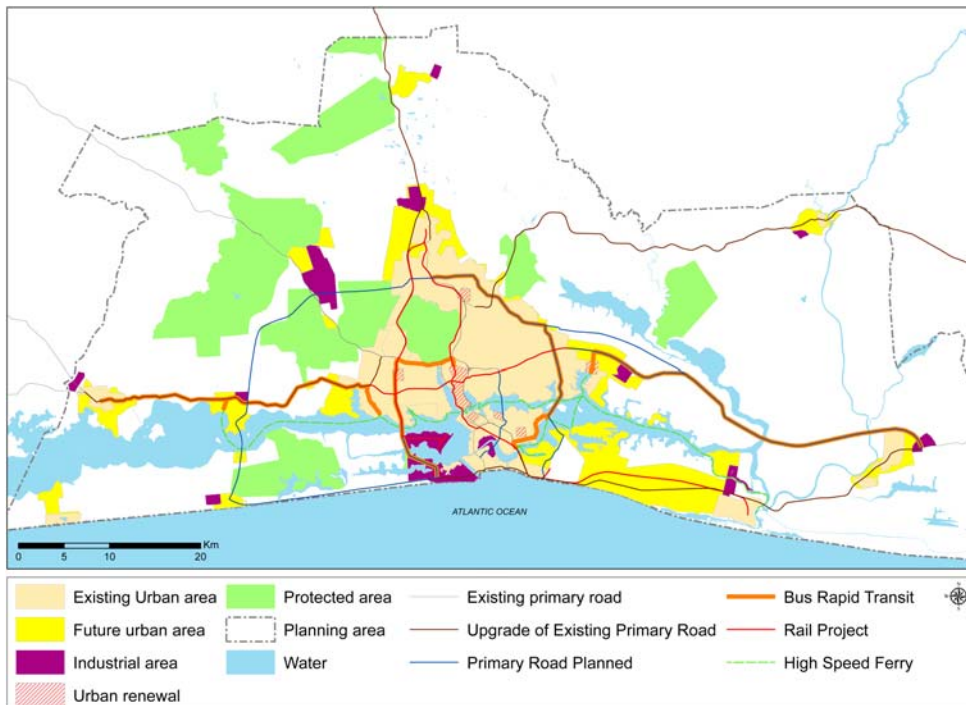 ATLANTIC OCEAN
Km
0 5 10 20
Existing Urban area
Future urban area
Industrial area
Urban renewal
Protected area
Planning area
Water
Existing primary road
Upgrade of Existing Primary Road
Primary Road Planned
Bus Rapid Transit
Rail Project
High Speed Ferry